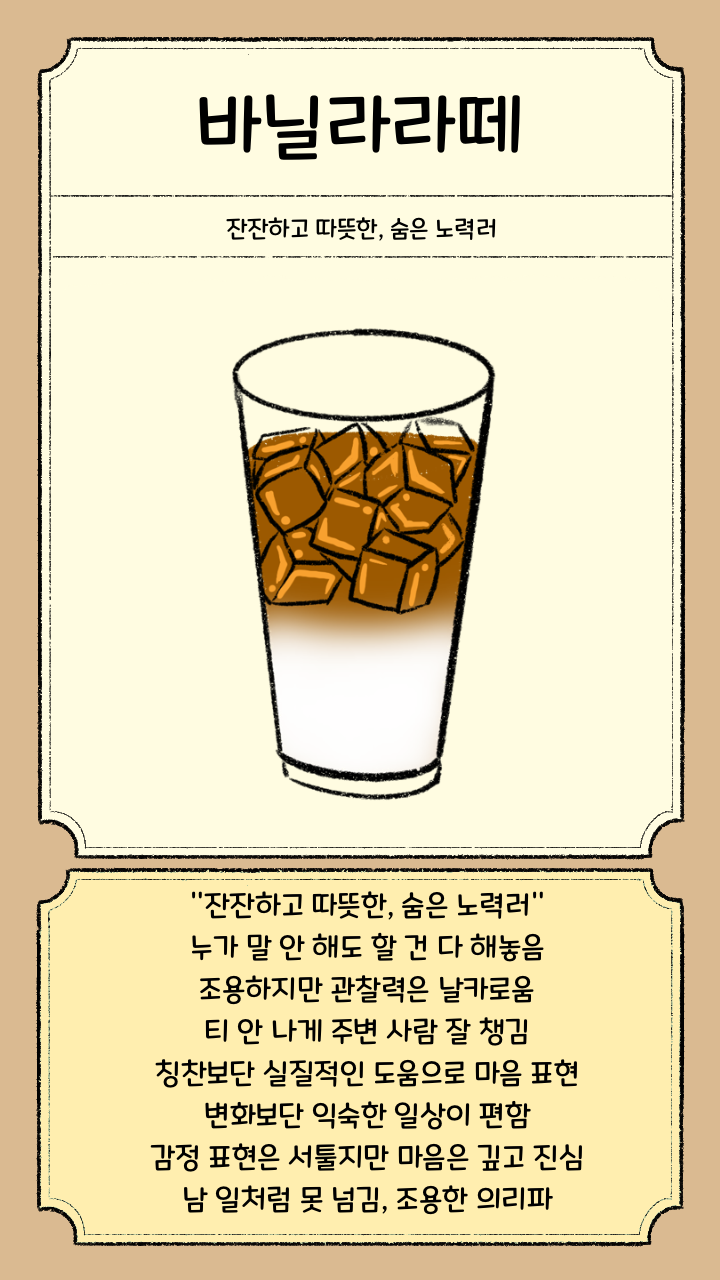 바닐라라떼
잔잔하고 따뜻한, 숨은 노력러
"잔잔하고 따뜻한, 숨은 노력러"
누가 말 안 해도 할 건 다 해놓음
조용하지만 관찰력은 날카로움
티 안 나게 주변 사람 잘 챙김
칭찬보단 실질적인 도움으로 마음 표현
변화보단 익숙한 일상이 편함
감정 표현은 서툴지만 마음은 깊고 진심
남 일처럼 못 넘김, 조용한 의리파